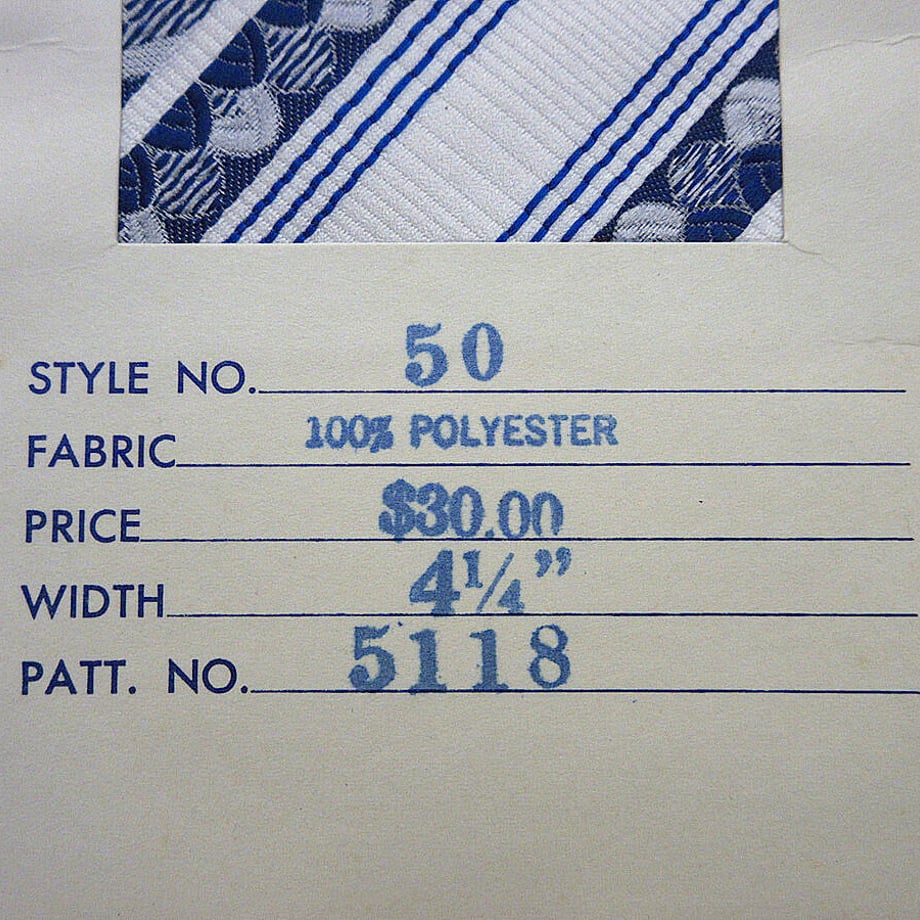 STYLE NO. 50
FABRIC 100% POLYESTER
PRICE $30.00
WIDTH 4¼”
PATT. NO. 5118